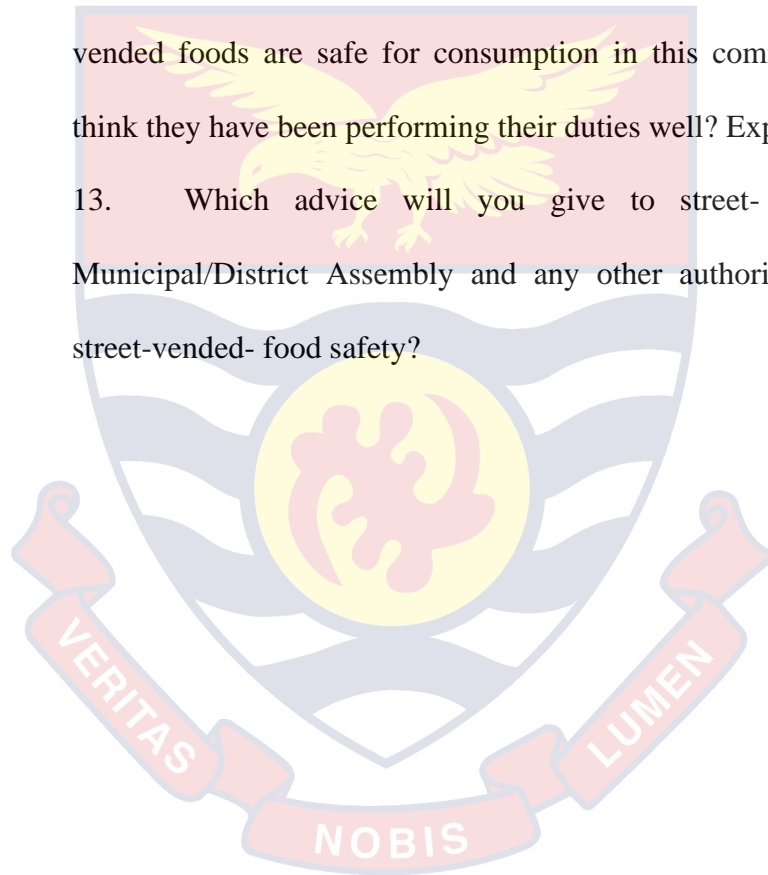 vended foods are safe for consumption in this com
think they have been performing their duties well? Exp
13. Which advice will you give to street-
Municipal/District Assembly and any other authori
street-vended- food safety?
VERITAS
NOBIS
LUMEN